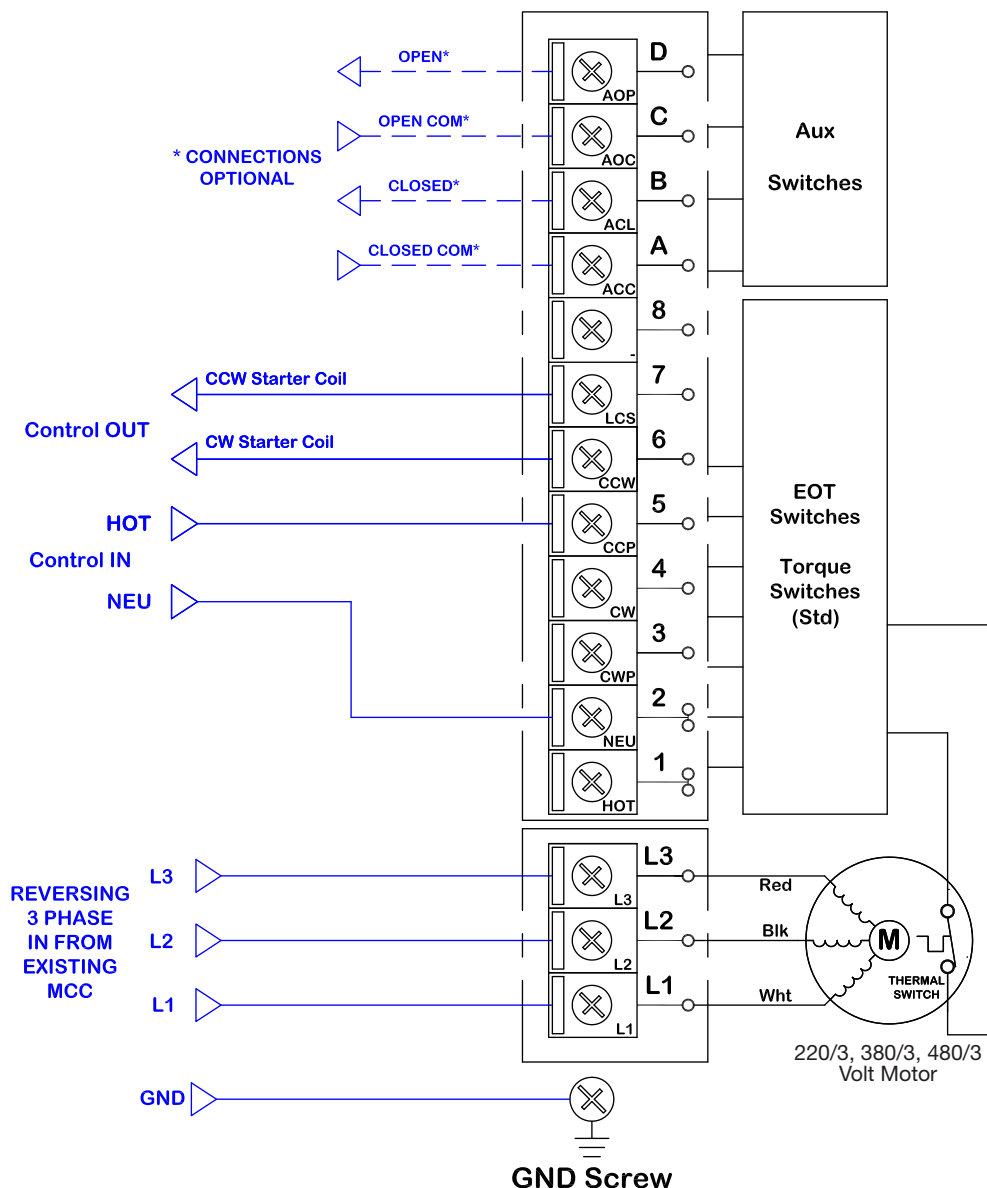 OPEN*
OPEN COM*
* CONNECTIONS
OPTIONAL
CLOSED*
CLOSED COM*
CCW Starter Coil
Control OUT
CW Starter Coil
HOT
Control IN
NEU
D
AOP
C
AOC
B
ACL
A
ACC
8
-
7
LCS
6
CCW
5
CCP
4
CW
3
CWP
2
NEU
1
HOT
Aux
Switches
EOT
Switches
Torque
Switches
(Std)
REVERSING
3 PHASE
IN FROM
EXISTING
MCC
L3
L2
L1
L3
L3
L2
L2
L1
L1
Red
Blk
Wht
M
THERMAL
SWITCH
220/3, 380/3, 480/3
Volt Motor
GND
GND Screw